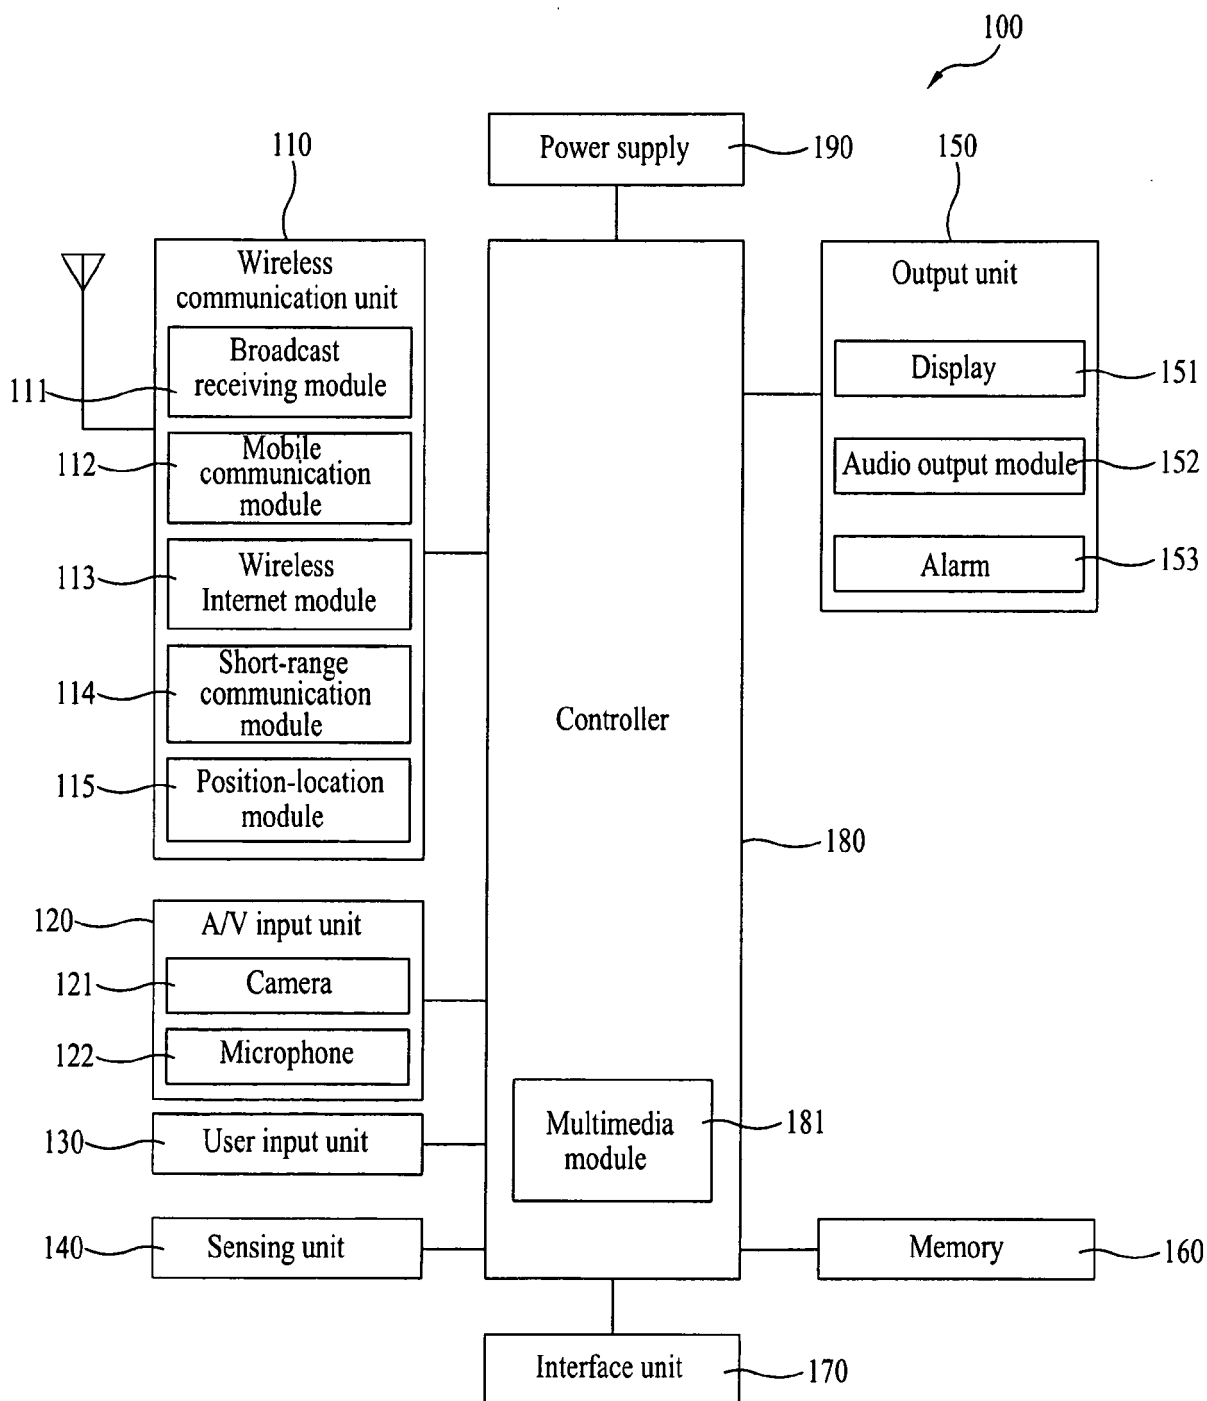 100
Power supply
190
110
150
Wireless
communication unit
Output unit
Broadcast
receiving module
111
Display
151
Mobile
communication
module
112
Audio output module
152
Wireless
Internet module
113
Alarm
153
Short-range
communication
module
114
Controller
Position-location
module
115
180
120
A/V input unit
121
Camera
122
Microphone
130
User input unit
Multimedia
module
181
140
Sensing unit
Memory
160
Interface unit
170